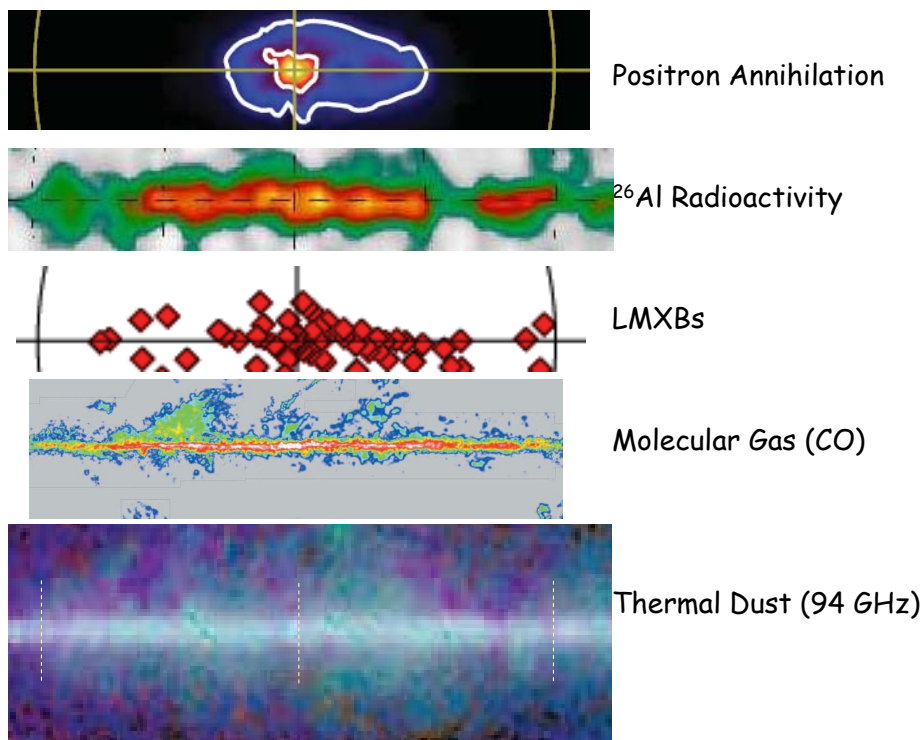 Positron Annihilation
²⁶Al Radioactivity
LMXBs
Molecular Gas (CO)
Thermal Dust (94 GHz)